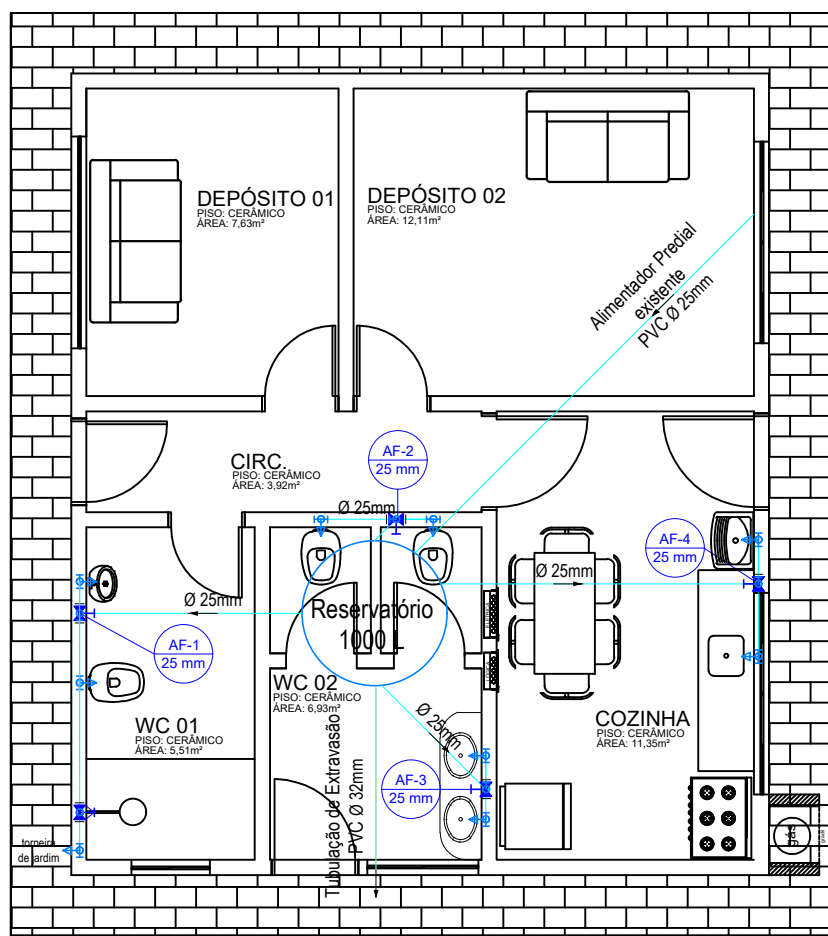 DEPÓSITO 01
PISO: CERÂMICO
ÁREA: 7,63m²
DEPÓSITO 02
PISO: CERÂMICO
ÁREA: 12,11m²
Alimentador Predial
existente
PVC Ø 25mm
CIRC.
PISO: CERÂMICO
ÁREA: 3,92m²
AF-2
25 mm
Ø 25mm
AF-4
25 mm
Ø 25mm
Ø 25mm
Reservatório
1000 L
AF-1
25 mm
WC 02
PISO: CERÂMICO
ÁREA: 6,93m²
WC 01
PISO: CERÂMICO
ÁREA: 5,51m²
Ø 25mm
COZINHA
PISO: CERÂMICO
ÁREA: 11,35m²
AF-3
25 mm
Tubulação de Extravasão
PVC Ø 32mm
torneira
de jardim
gás